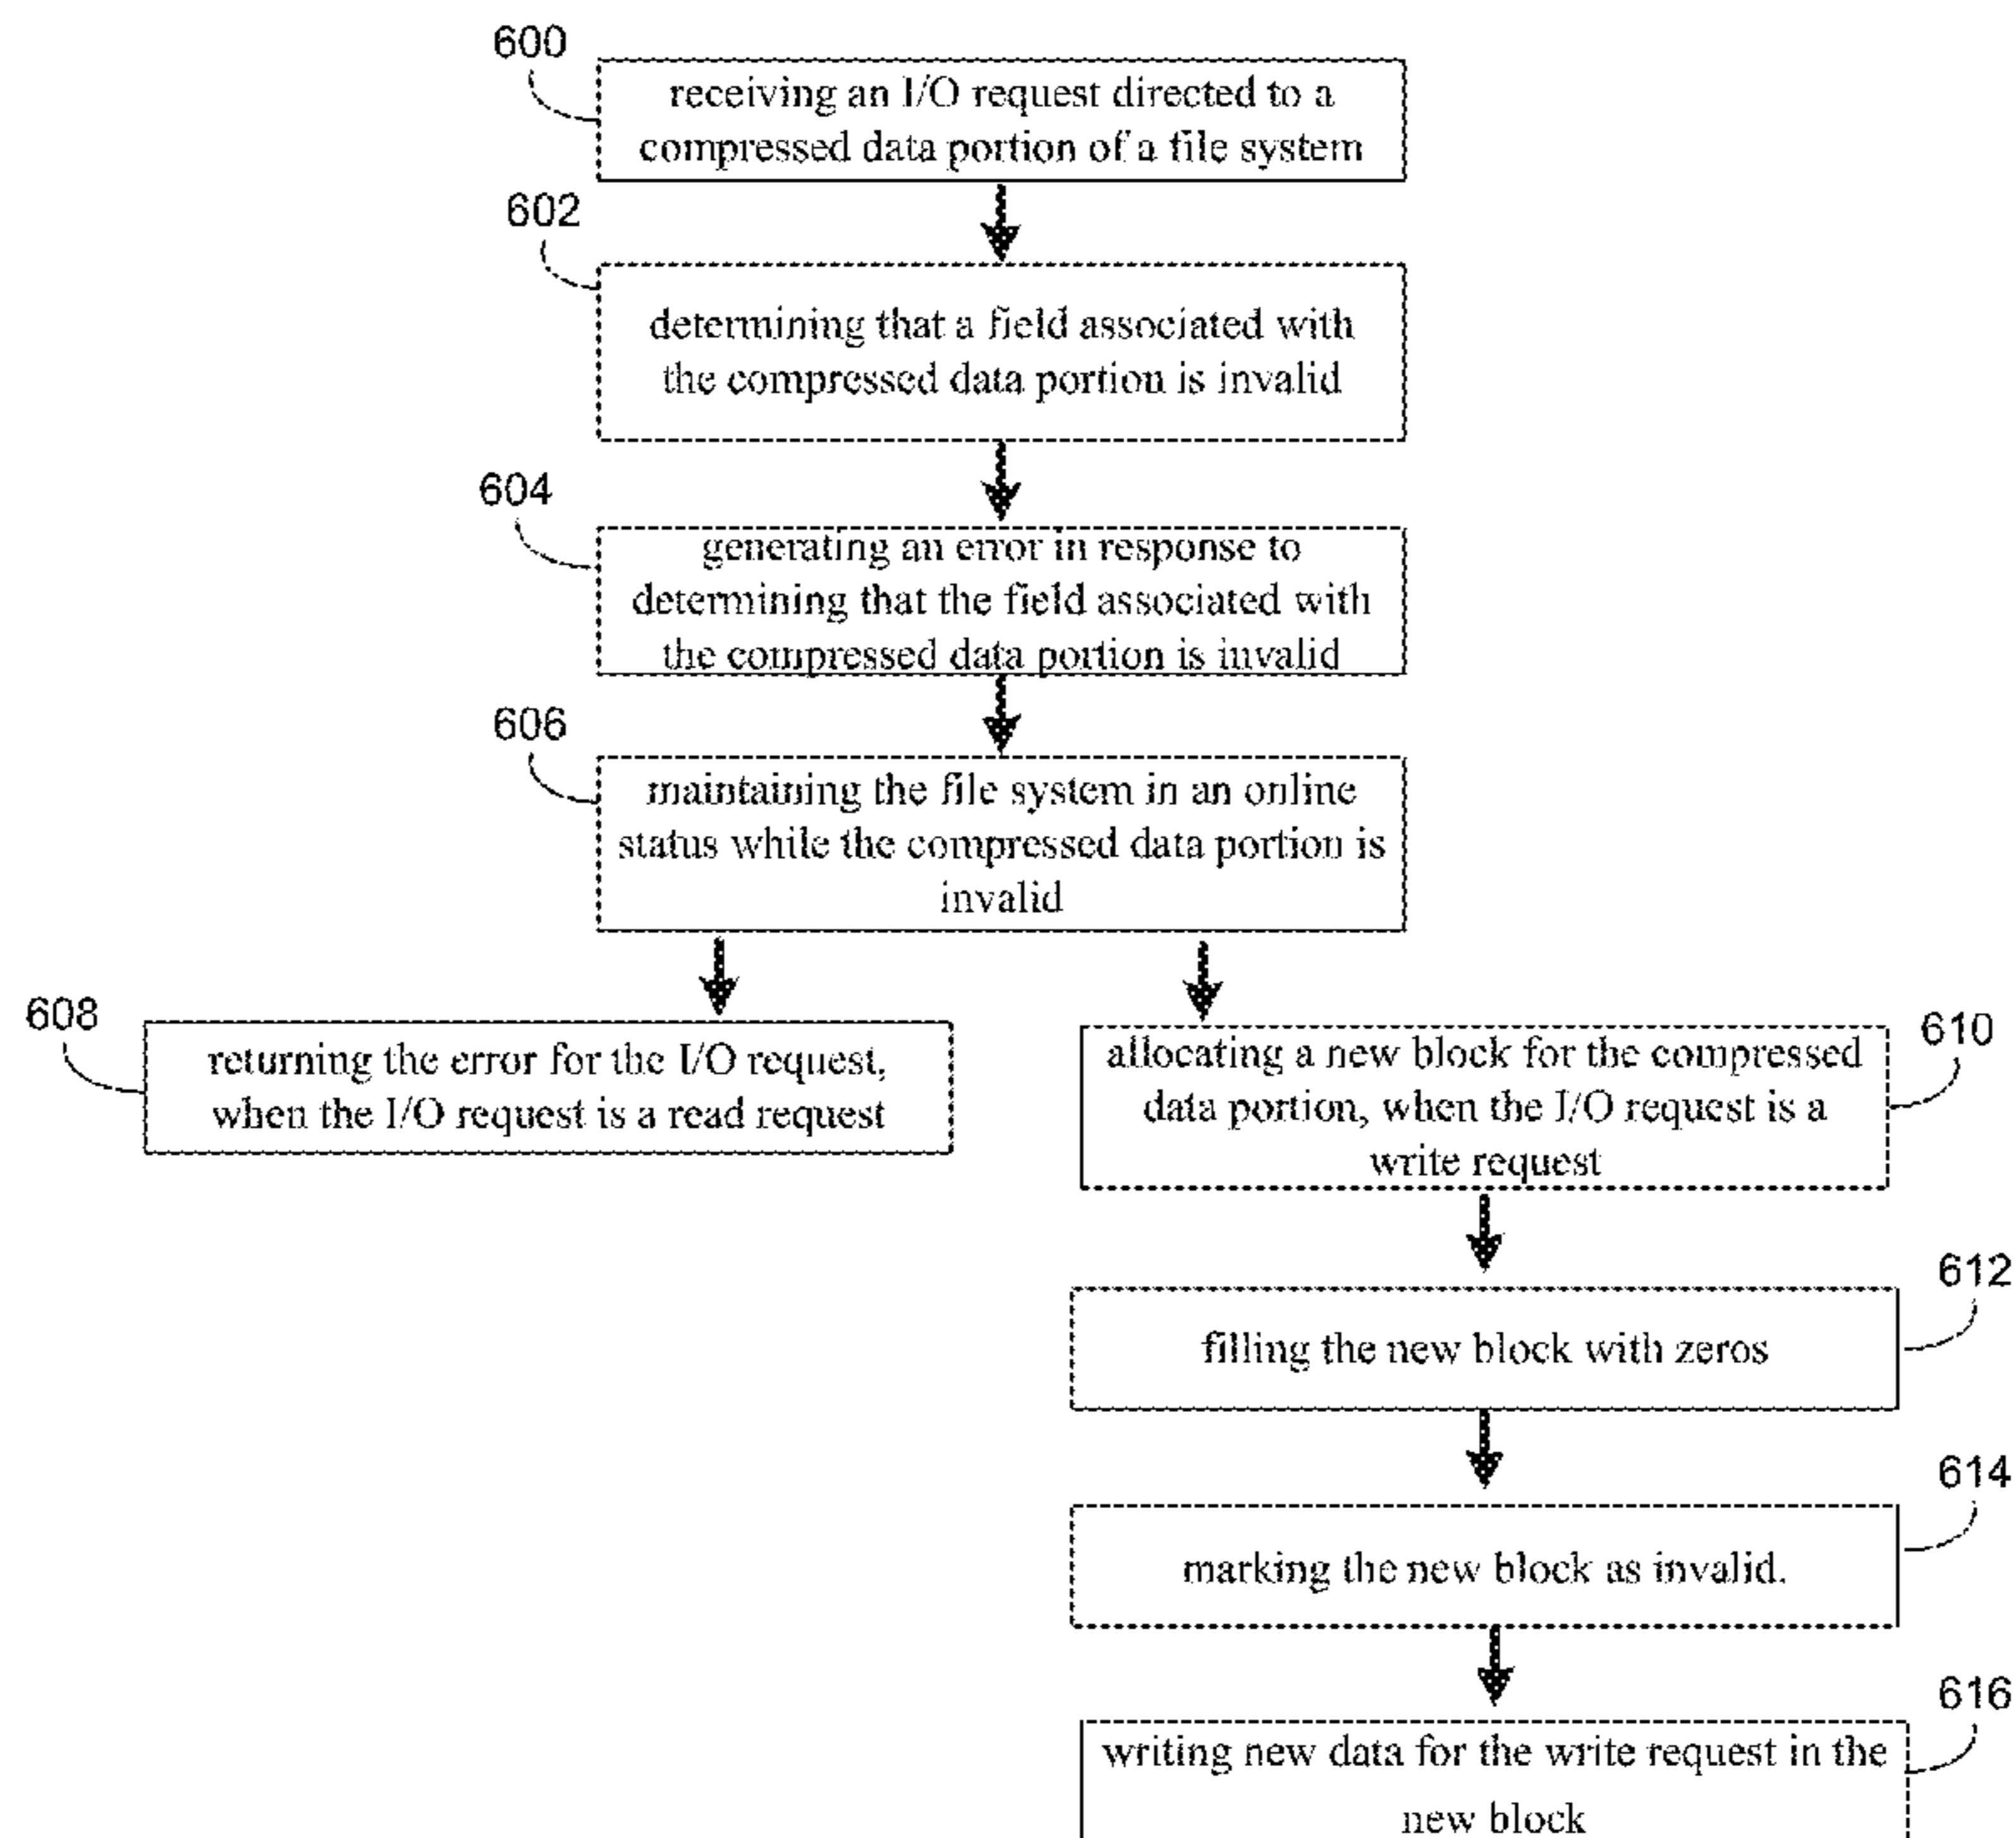 600
receiving an I/O request directed to a
compressed data portion of a file system
602
determining that a field associated with
the compressed data portion is invalid
604
generating an error in response to
determining that the field associated with
the compressed data portion is invalid
606
maintaining the file system in an online
status while the compressed data portion is
invalid
608
returning the error for the I/O request,
when the I/O request is a read request
610
allocating a new block for the compressed
data portion, when the I/O request is a
write request
612
filling the new block with zeros
614
marking the new block as invalid.
616
writing new data for the write request in the
new block